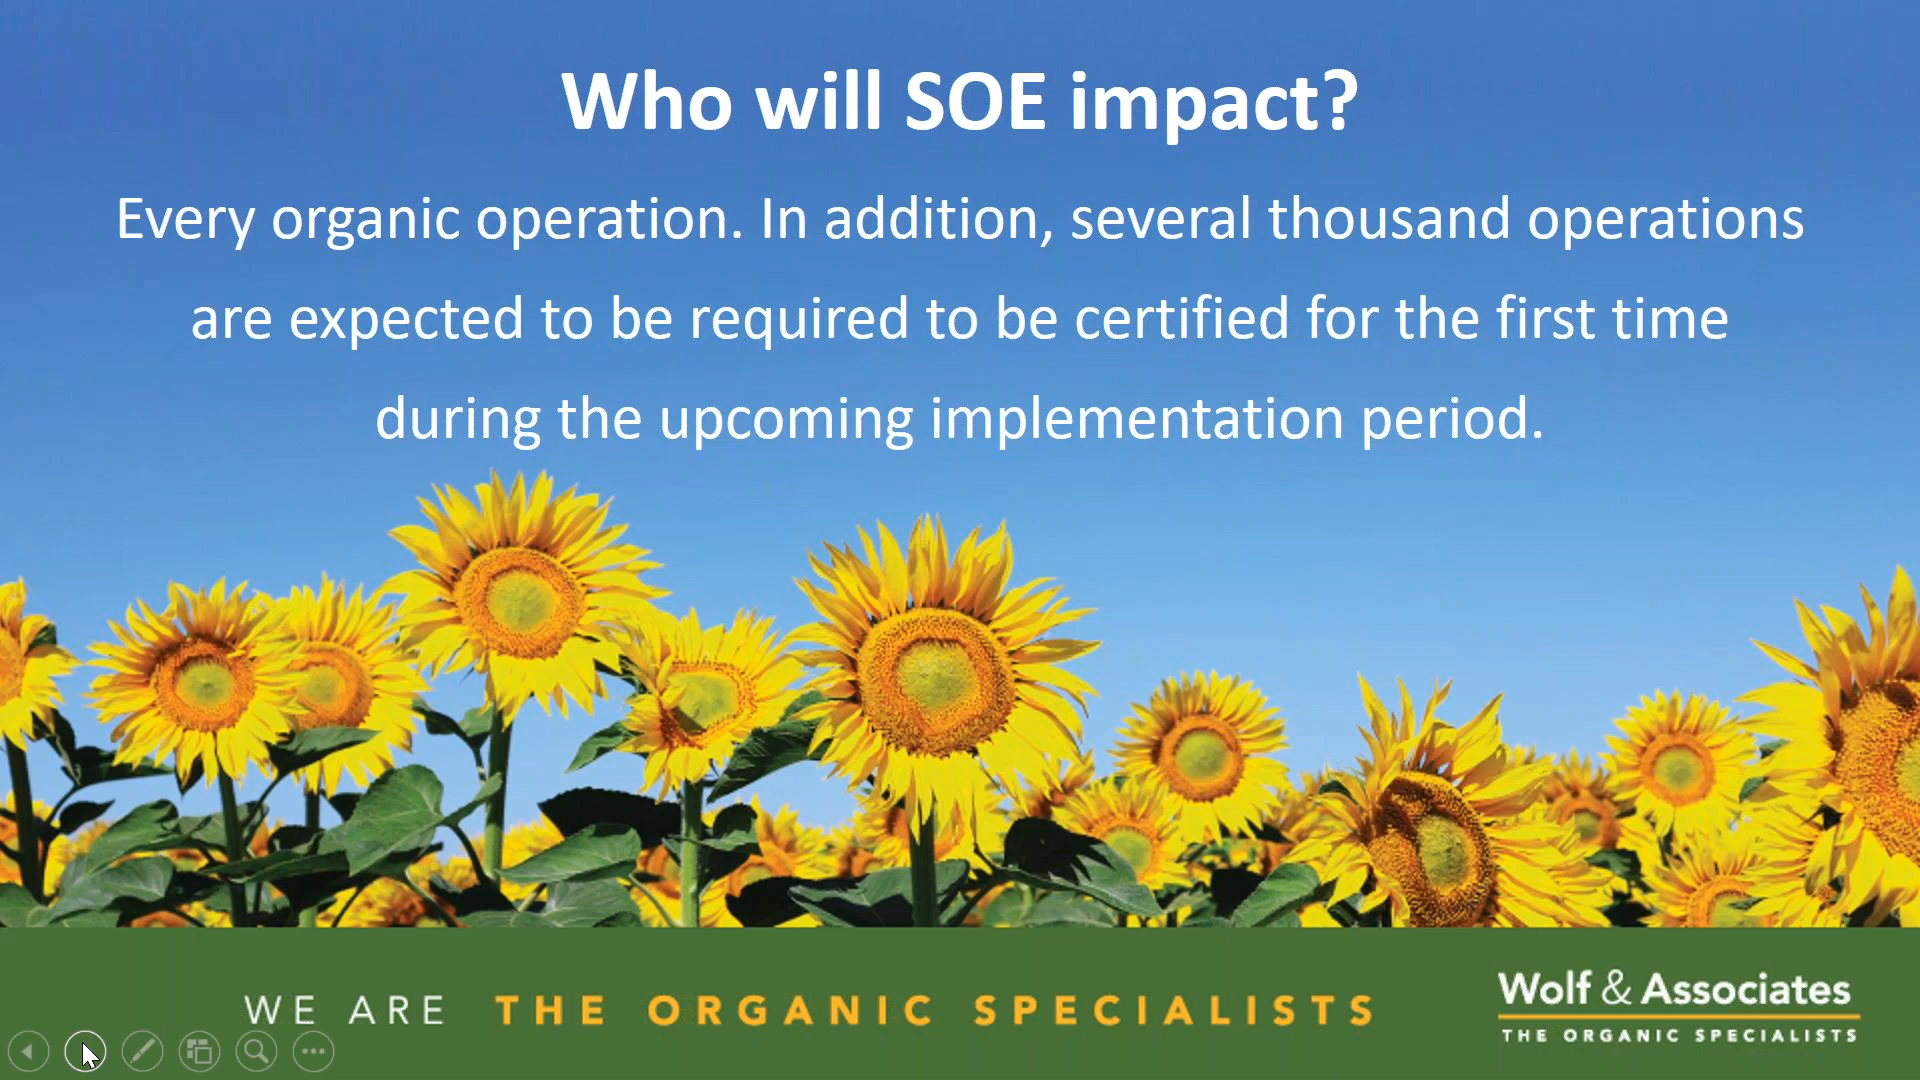 Who will SOE impact?
Every organic operation. In addition, several thousand operations
are expected to be required to be certified for the first time
during the upcoming implementation period.
WE ARE THE ORGANIC SPECIALISTS
Wolf & Associates
THE ORGANIC SPECIALISTS